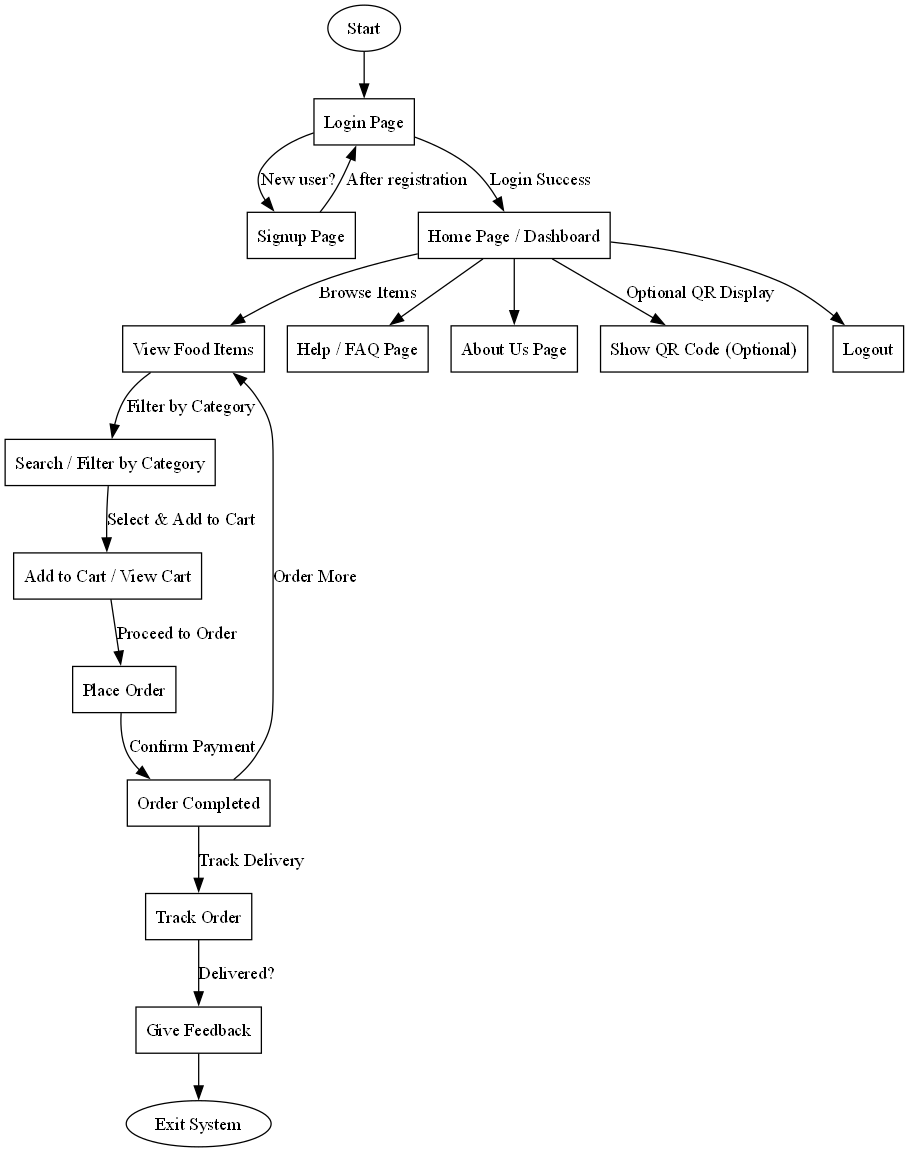 Start
Login Page
New user?
After registration
Login Success
Signup Page
Home Page / Dashboard
Browse Items
Optional QR Display
View Food Items
Help / FAQ Page
About Us Page
Show QR Code (Optional)
Logout
Filter by Category
Search / Filter by Category
Select & Add to Cart
Add to Cart / View Cart
Order More
Proceed to Order
Place Order
Confirm Payment
Order Completed
Track Delivery
Track Order
Delivered?
Give Feedback
Exit System